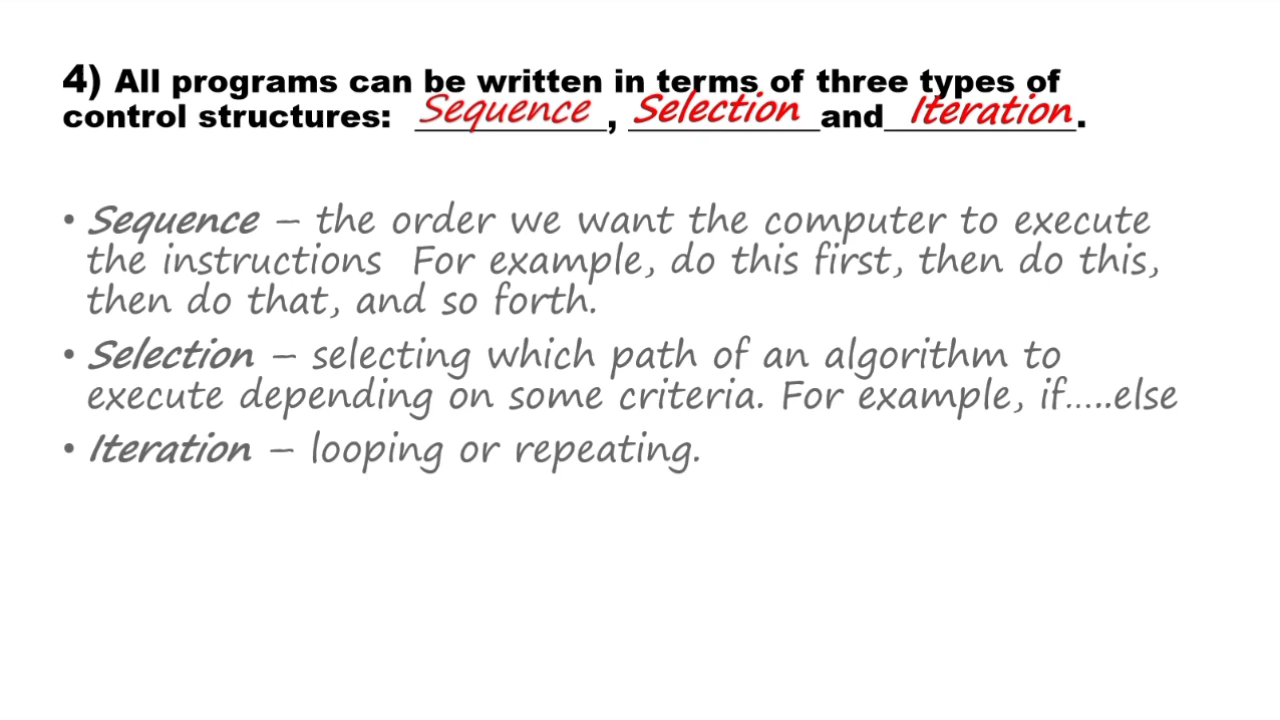 4) All programs can be written in terms of three types of
control structures: Sequence, Selection and Iteration.
• Sequence – the order we want the computer to execute
the instructions For example, do this first, then do this,
then do that, and so forth.
• Selection – selecting which path of an algorithm to
execute depending on some criteria. For example, if.....else
• Iteration – looping or repeating.